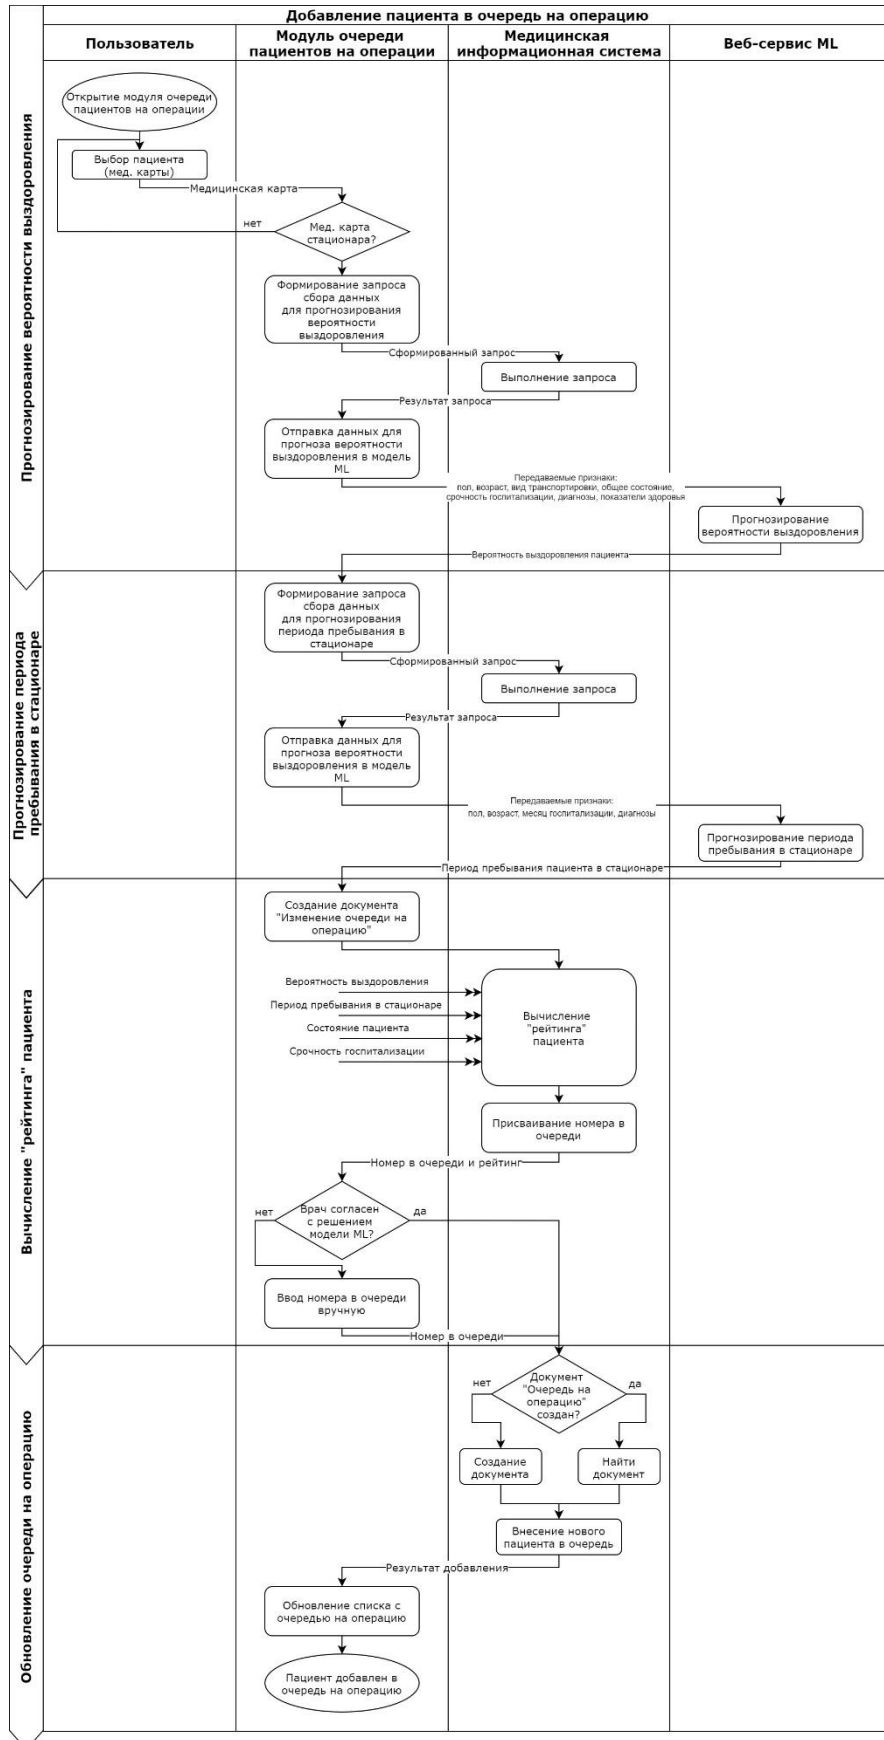 Добавление пациента в очередь на операцию
Пользователь
Модуль очереди
пациентов на операции
Медицинская
информационная система
Веб-сервис ML
Прогнозирование вероятности выздоровления
Открытие модуля очереди
пациентов на операции
Выбор пациента
(мед. карты)
Медицинская карта
нет
Мед. карта
стационара?
Формирование запроса
сбора данных
для прогнозирования
вероятности
выздоровления
Сформированный запрос
Выполнение запроса
Результат запроса
Отправка данных для
прогноза вероятности
выздоровления в модель
ML
Передаваемые признаки:
пол, возраст, вид транспортировки, общее состояние,
срочность госпитализации, диагнозы, показатели здоровья
Прогнозирование
вероятности выздоровления
Вероятность выздоровления пациента
Прогнозирование периода
пребывания в стационаре
Формирование запроса
сбора данных
для прогнозирования
периода пребывания в
стационаре
Сформированный запрос
Выполнение запроса
Результат запроса
Отправка данных для
прогноза вероятности
выздоровления в модель
ML
Передаваемые признаки:
пол, возраст, месяц госпитализации, диагнозы
Прогнозирование периода
пребывания в стационаре
Период пребывания пациента в стационаре
Вычисление "рейтинга" пациента
Создание документа
"Изменение очереди на
операцию"
Вероятность выздоровления
Период пребывания в стационаре
Состояние пациента
Срочность госпитализации
Вычисление
"рейтинга"
пациента
Присваивание номера в
очереди
Номер в очереди и рейтинг
нет
Врач согласен
с решением
модели ML?
да
Ввод номера в очереди
вручную
Номер в очереди
Обновление очереди на операцию
нет
Документ
"Очередь на
операцию"
создан?
да
Создание
документа
Найти
документ
Внесение нового
пациента в очередь
Результат добавления
Обновление списка с
очередью на операцию
Пациент добавлен в
очередь на операцию